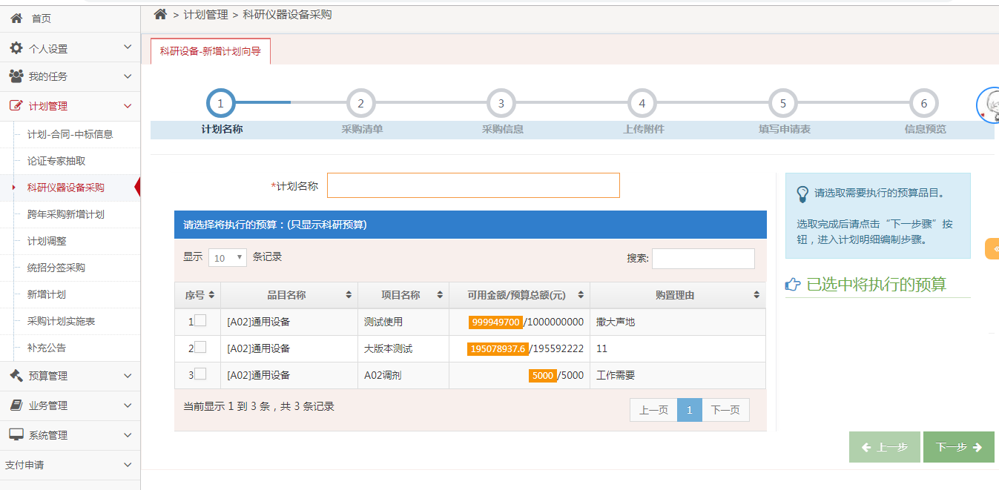 首页
个人设置
我的任务
计划管理
计划-合同-中标信息
论证专家抽取
科研仪器设备采购
跨年采购新增计划
计划调整
统招分签采购
新增计划
采购计划实施表
补充公告
预算管理
业务管理
系统管理
支付申请
> 计划管理 > 科研仪器设备采购
科研设备-新增计划向导
1 2 3 4 5 6
计划名称 采购清单 采购信息 上传附件 填写申请表 信息预览
*计划名称
请选择将执行的预算：(只显示科研预算)
显示 10 条记录 搜索:
序号 品目名称 项目名称 可用金额/预算总额(元) 购置理由
1 [A02]通用设备 测试使用 999949700/1000000000 撒大声地
2 [A02]通用设备 大版本测试 195078937.6/195592222 11
3 [A02]通用设备 A02调剂 5000/5000 工作需要
当前显示 1 到 3 条，共 3 条记录 上一页 1 下一页
请选取需要执行的预算品目。
选取完成后请点击“下一步骤”按
钮，进入计划明细编制步骤。
已选中将执行的预算
上一步 下一步